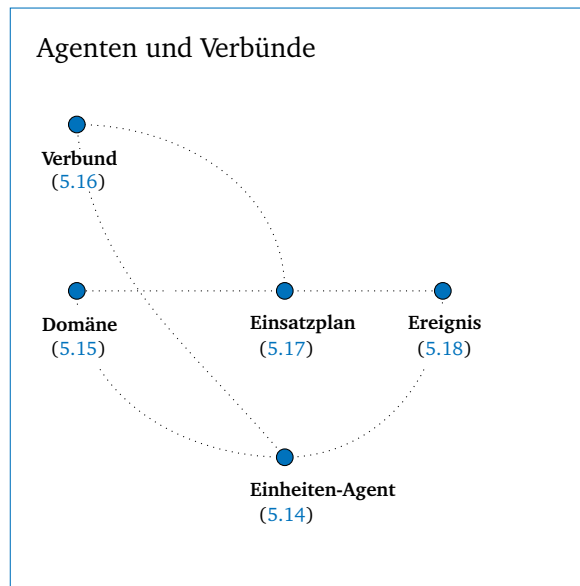 Agenten und Verbünde
Verbund
(5.16)
Domäne
(5.15)
Einsatzplan
(5.17)
Ereignis
(5.18)
Einheiten-Agent
(5.14)